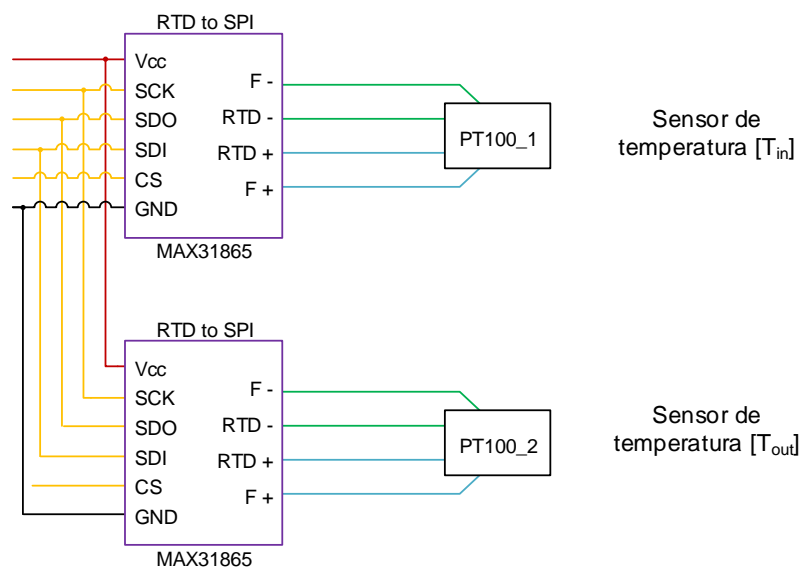 RTD to SPI
Vcc
SCK
SDO
SDI
CS
GND
F -
RTD -
RTD +
F +
MAX31865
PT100_1
Sensor de
temperatura [Tin]
RTD to SPI
Vcc
SCK
SDO
SDI
CS
GND
F -
RTD -
RTD +
F +
MAX31865
PT100_2
Sensor de
temperatura [Tout]